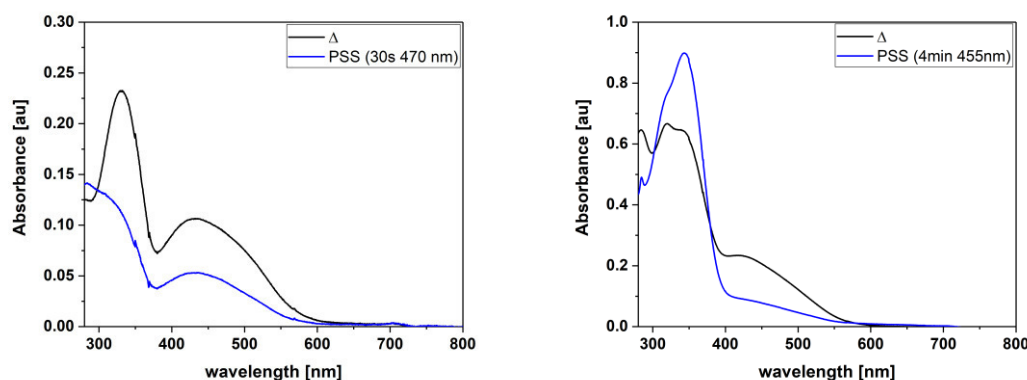 0.30
0.25
0.20
0.15
0.10
0.05
0.00
Absorbance [au]
300 400 500 600 700 800
wavelength [nm]
Δ
PSS (30s 470 nm)
1.0
0.8
0.6
0.4
0.2
0.0
Absorbance [au]
300 400 500 600 700 800
wavelength [nm]
Δ
PSS (4min 455nm)